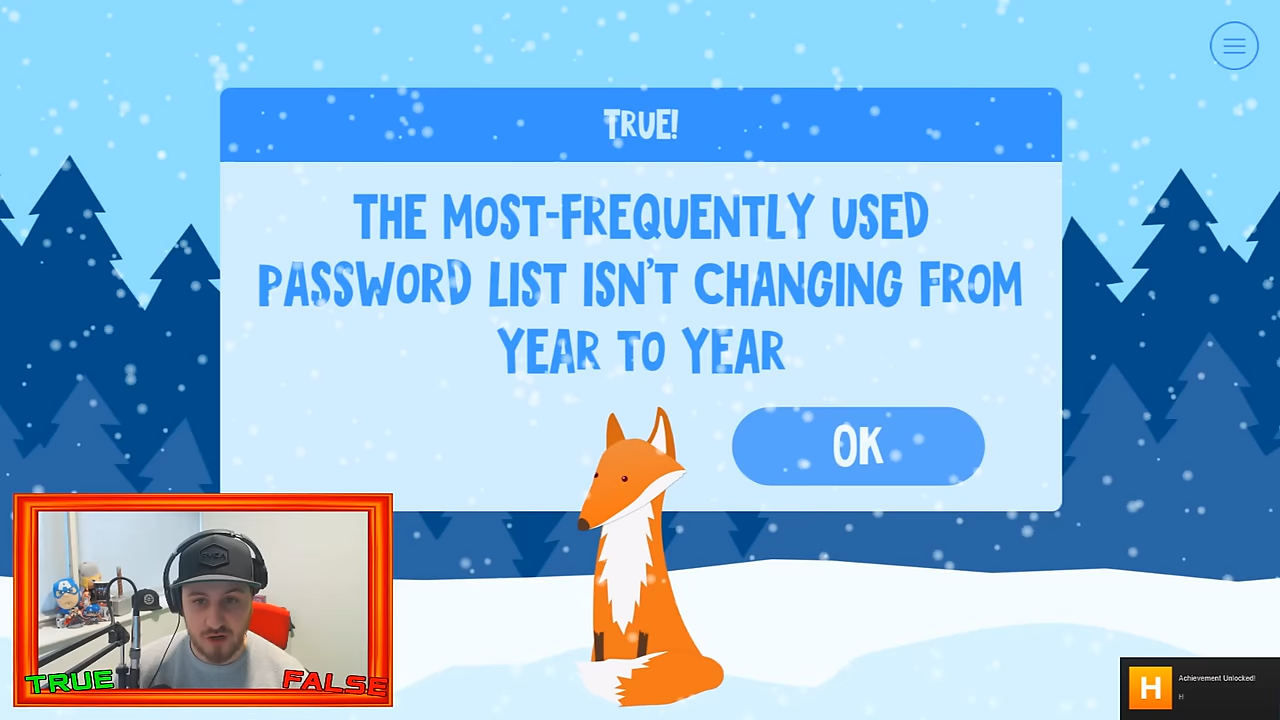 TRUE!
THE MOST-FREQUENTLY USED
PASSWORD LIST ISN'T CHANGING FROM
YEAR TO YEAR
OK
TRUE
FALSE
H
Achievement Unlocked!
H